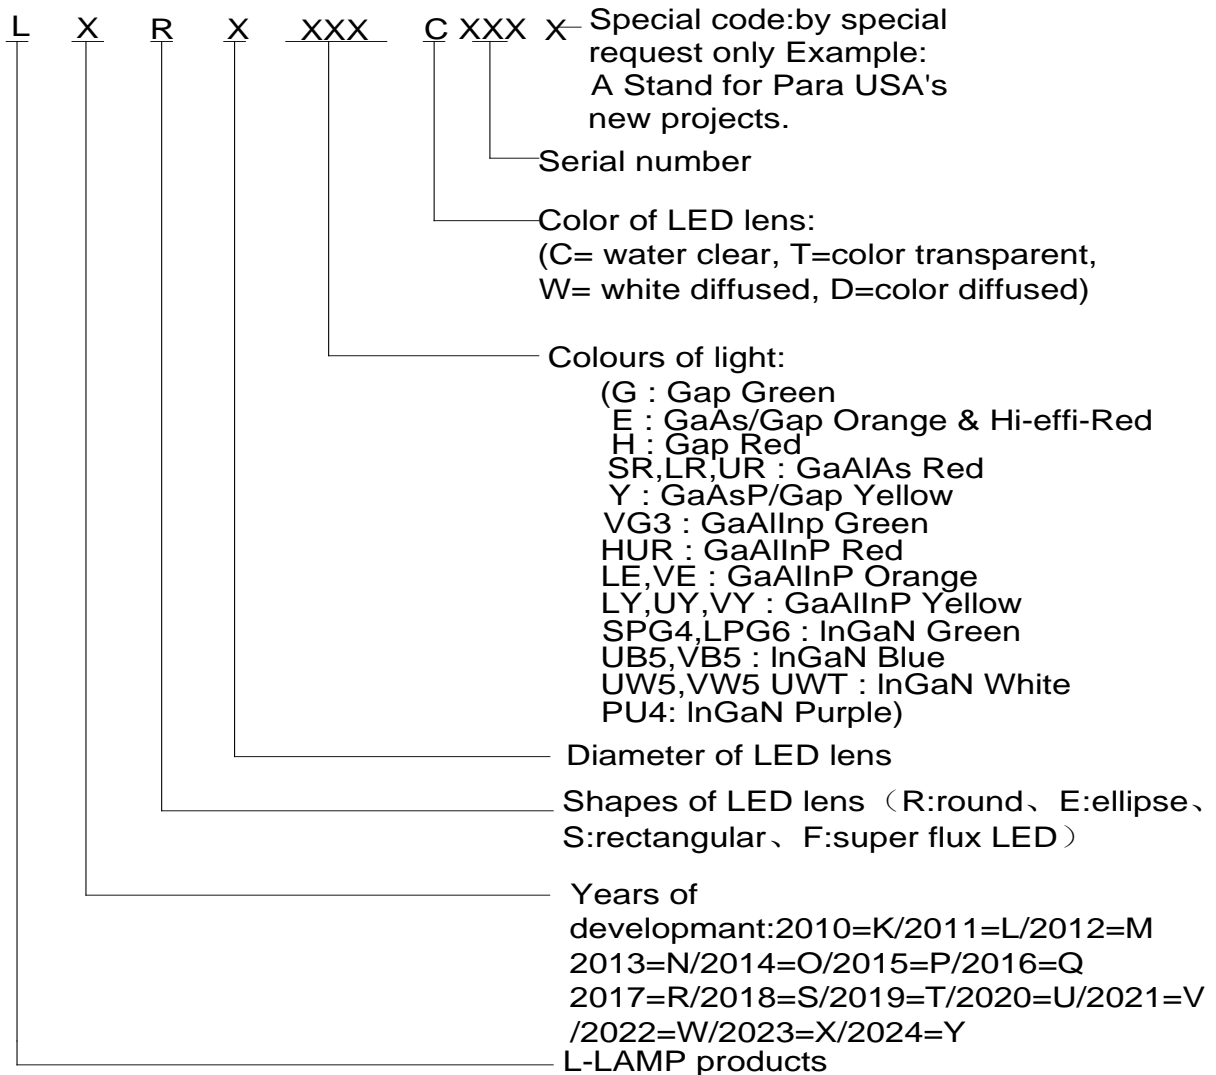 L X R X XXX C XXX X
Special code:by special
request only Example:
A Stand for Para USA's
new projects.
Serial number
Color of LED lens:
(C= water clear, T=color transparent,
W= white diffused, D=color diffused)
Colours of light:
(G : Gap Green
E : GaAs/Gap Orange & Hi-effi-Red
H : Gap Red
SR,LR,UR : GaAlAs Red
Y : GaAsP/Gap Yellow
VG3 : GaAlInp Green
HUR : GaAlInP Red
LE,VE : GaAlInP Orange
LY,UY,VY : GaAlInP Yellow
SPG4,LPG6 : InGaN Green
UB5,VB5 : InGaN Blue
UW5,VW5 UWT : InGaN White
PU4: InGaN Purple)
Diameter of LED lens
Shapes of LED lens（R:round、E:ellipse、
S:rectangular、F:super flux LED）
Years of
developmant:2010=K/2011=L/2012=M
2013=N/2014=O/2015=P/2016=Q
2017=R/2018=S/2019=T/2020=U/2021=V
/2022=W/2023=X/2024=Y
L-LAMP products